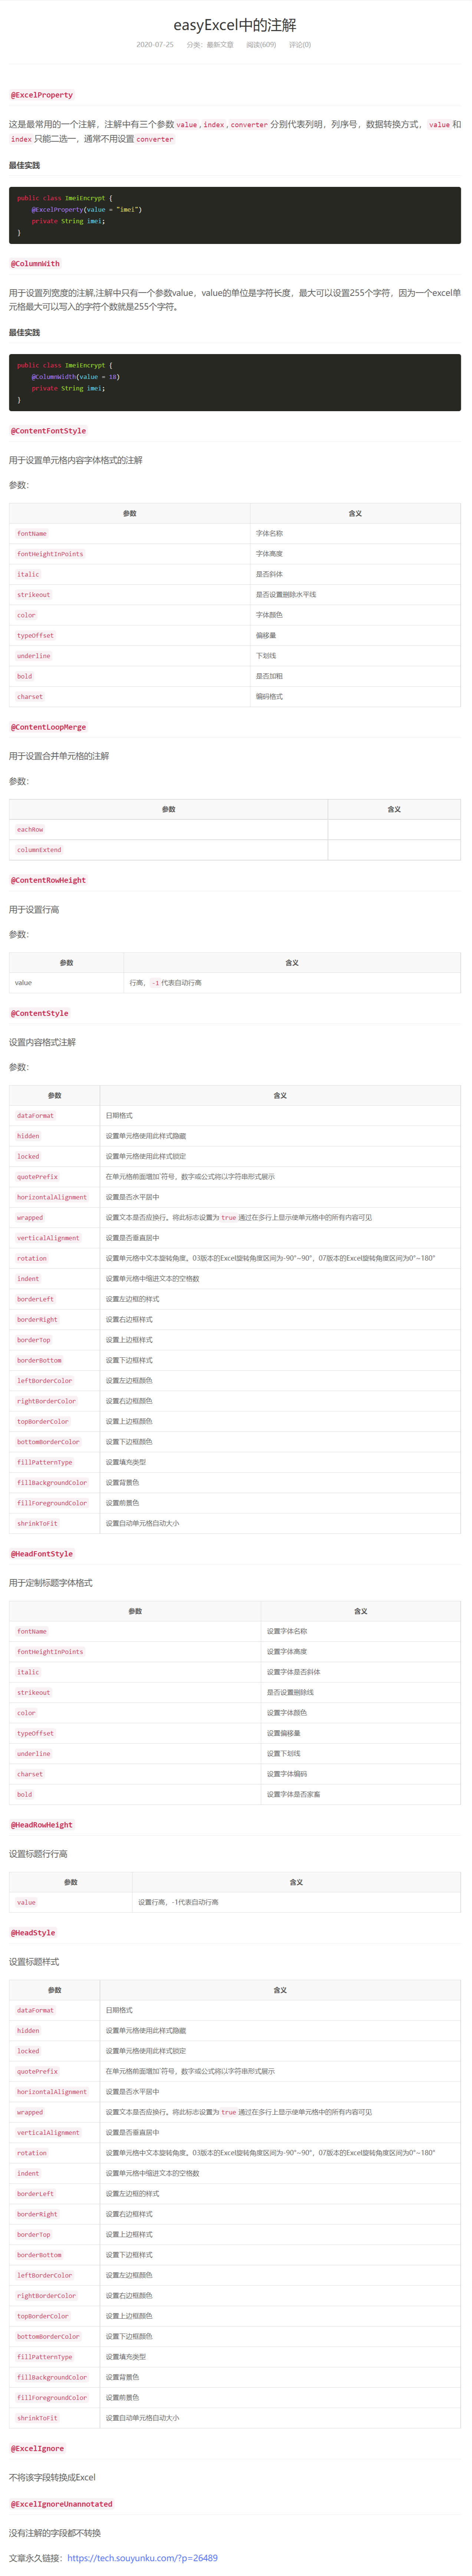 easyExcel中的注解
2020-07-25 分类：最新文章 阅读(609) 评论(0)
@ExcelProperty
这是最常用的一个注解，注解中有三个参数 value , index , converter 分别代表列明，列序号，数据转换方式， value 和
index 只能二选一，通常不用设置 converter
最佳实践
public class ImeiEncrypt {
@ExcelProperty(value = "imei")
private String imei;
}
@ColumnWith
用于设置列宽度的注解,注解中只有一个参数value，value的单位是字符长度，最大可以设置255个字符，因为一个excel单
元格最大可以写入的字符个数就是255个字符。
最佳实践
public class ImeiEncrypt {
@ColumnWidth(value = 18)
private String imei;
}
@ContentFontStyle
用于设置单元格内容字体格式的注解
参数：
参数 含义
fontName 字体名称
fontHeightInPoints 字体高度
italic 是否斜体
strikeout 是否设置删除水平线
color 字体颜色
typeOffset 偏移量
underline 下划线
bold 是否加粗
charset 编码格式
@ContentLoopMerge
用于设置合并单元格的注解
参数：
参数 含义
eachRow
columnExtend
@ContentRowHeight
用于设置行高
参数：
参数 含义
value 行高， -1 代表自动行高
@ContentStyle
设置内容格式注解
参数：
参数 含义
dataFormat 日期格式
hidden 设置单元格使用此样式隐藏
locked 设置单元格使用此样式锁定
quotePrefix 在单元格前面增加`符号，数字或公式将以字符串形式展示
horizontalAlignment 设置是否水平居中
wrapped 设置文本是否应换行。将此标志设置为 true 通过在多行上显示使单元格中的所有内容可见
verticalAlignment 设置是否垂直居中
rotation 设置单元格中文本旋转角度。03版本的Excel旋转角度区间为-90°~90°，07版本的Excel旋转角度区间为0°~180°
indent 设置单元格中缩进文本的空格数
borderLeft 设置左边框的样式
borderRight 设置右边框样式
borderTop 设置上边框样式
borderBottom 设置下边框样式
leftBorderColor 设置左边框颜色
rightBorderColor 设置右边框颜色
topBorderColor 设置上边框颜色
bottomBorderColor 设置下边框颜色
fillPatternType 设置填充类型
fillBackgroundColor 设置背景色
fillForegroundColor 设置前景色
shrinkToFit 设置自动单元格自动大小
@HeadFontStyle
用于定制标题字体格式
参数 含义
fontName 设置字体名称
fontHeightInPoints 设置字体高度
italic 设置字体是否斜体
strikeout 是否设置删除线
color 设置字体颜色
typeOffset 设置偏移量
underline 设置下划线
charset 设置字体编码
bold 设置字体是否家畜
@HeadRowHeight
设置标题行行高
参数 含义
value 设置行高，-1代表自动行高
@HeadStyle
设置标题样式
参数 含义
dataFormat 日期格式
hidden 设置单元格使用此样式隐藏
locked 设置单元格使用此样式锁定
quotePrefix 在单元格前面增加`符号，数字或公式将以字符串形式展示
horizontalAlignment 设置是否水平居中
wrapped 设置文本是否应换行。将此标志设置为 true 通过在多行上显示使单元格中的所有内容可见
verticalAlignment 设置是否垂直居中
rotation 设置单元格中文本旋转角度。03版本的Excel旋转角度区间为-90°~90°，07版本的Excel旋转角度区间为0°~180°
indent 设置单元格中缩进文本的空格数
borderLeft 设置左边框的样式
borderRight 设置右边框样式
borderTop 设置上边框样式
borderBottom 设置下边框样式
leftBorderColor 设置左边框颜色
rightBorderColor 设置右边框颜色
topBorderColor 设置上边框颜色
bottomBorderColor 设置下边框颜色
fillPatternType 设置填充类型
fillBackgroundColor 设置背景色
fillForegroundColor 设置前景色
shrinkToFit 设置自动单元格自动大小
@ExcelIgnore
不将该字段转换成Excel
@ExcelIgnoreUnannotated
没有注解的字段都不转换
文章永久链接：https://tech.souyunku.com/?p=26489